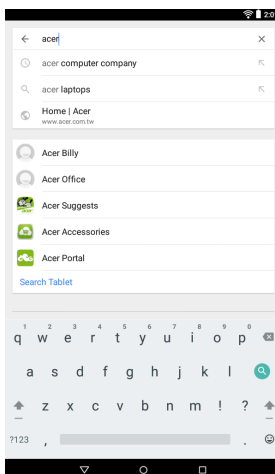 2:0
acer
acer computer company
acer laptops
Home | Acer
www.acer.com.tw
Acer Billy
Acer Office
Acer Suggests
Acer Accessories
Acer Portal
Search Tablet
1 2 3 4 5 6 7 8 9 0
q w e r t y u i o p
a s d f g h j k l
z x c v b n m ! ?
?123 , .